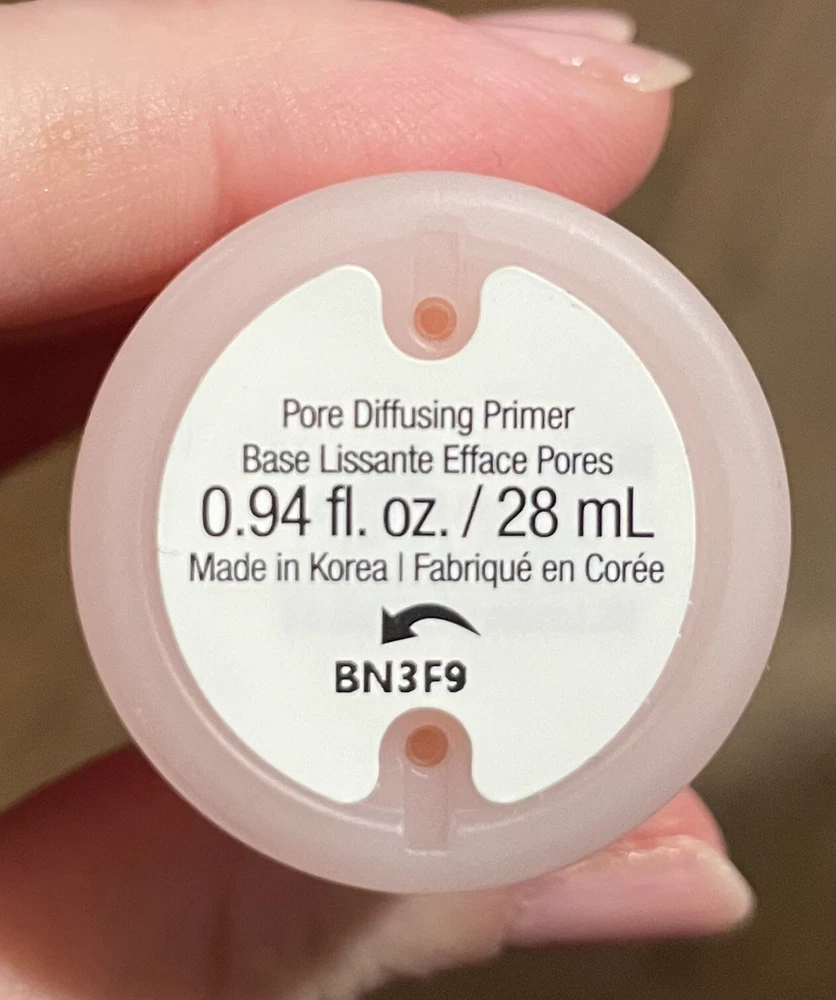 Pore Diffusing Primer
Base Lissante Efface Pores
0.94 fl. oz. / 28 mL
Made in Korea | Fabriqué en Corée
BN3F9